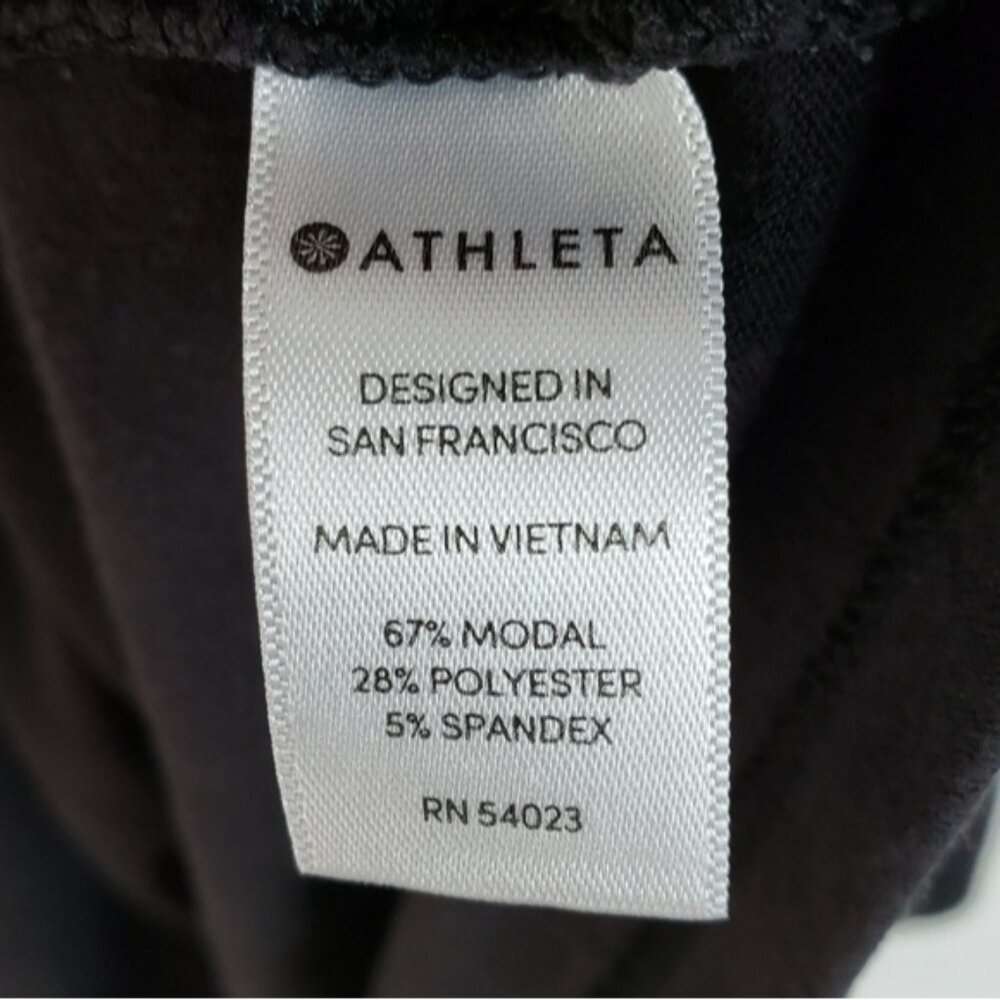 ATHLETA
DESIGNED IN
SAN FRANCISCO
MADE IN VIETNAM
67% MODAL
28% POLYESTER
5% SPANDEX
RN 54023